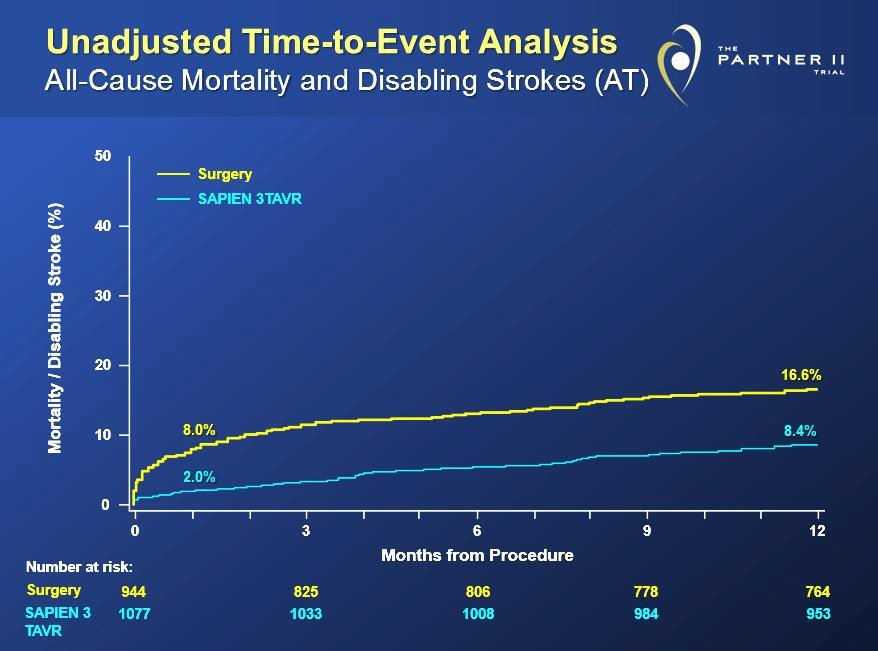 Unadjusted Time-to-Event Analysis
All-Cause Mortality and Disabling Strokes (AT)
THE
PARTNER II
TRIAL
Mortality / Disabling Stroke (%)
50
40
30
20
10
0
Surgery
SAPIEN 3TAVR
8.0%
2.0%
16.6%
8.4%
0 3 6 9 12
Months from Procedure
Number at risk:
Surgery 944 825 806 778 764
SAPIEN 3 1077 1033 1008 984 953
TAVR